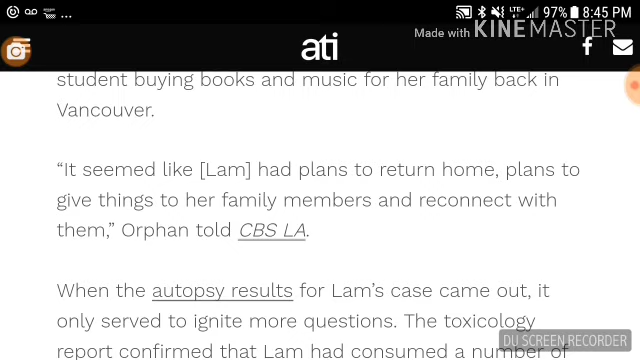 LTE+ 97% 8:45 PM
Made with KINEMASTER
ati
student buying books and music for her family back in
Vancouver.
“It seemed like [Lam] had plans to return home, plans to
give things to her family members and reconnect with
them,” Orphan told CBS LA.
When the autopsy results for Lam’s case came out, it
only served to ignite more questions. The toxicology
report confirmed that Lam had consumed a number of
DU SCREEN RECORDER